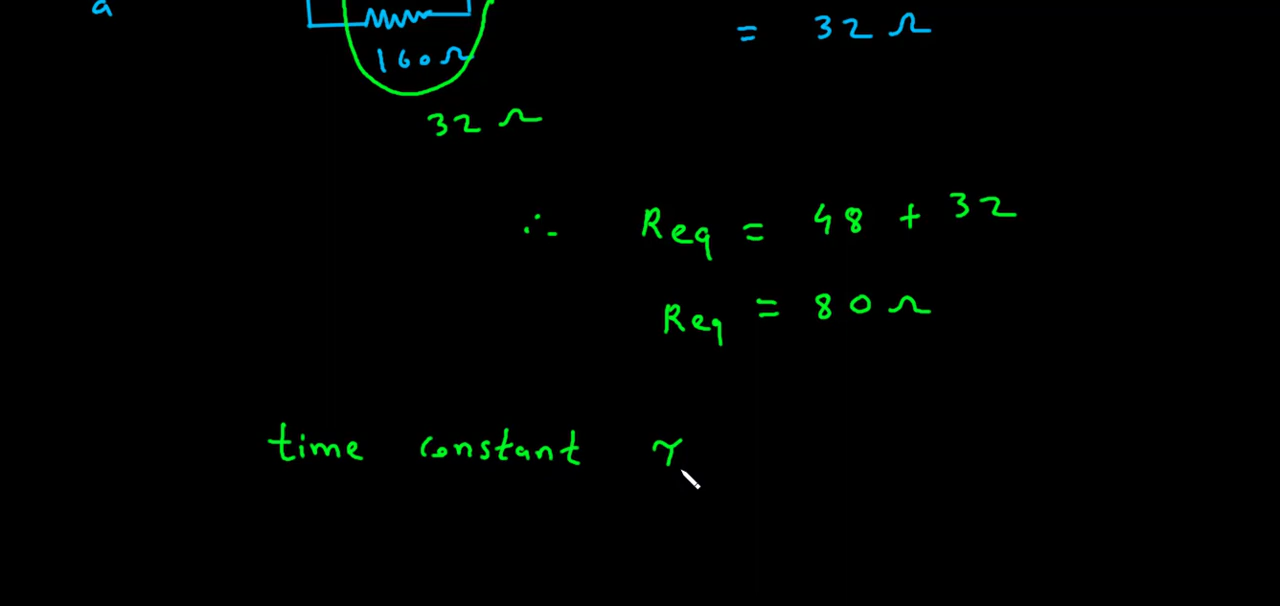 a
160Ω
= 32 Ω
32 Ω
∴ Req = 48 + 32
Req = 80 Ω
time constant τ